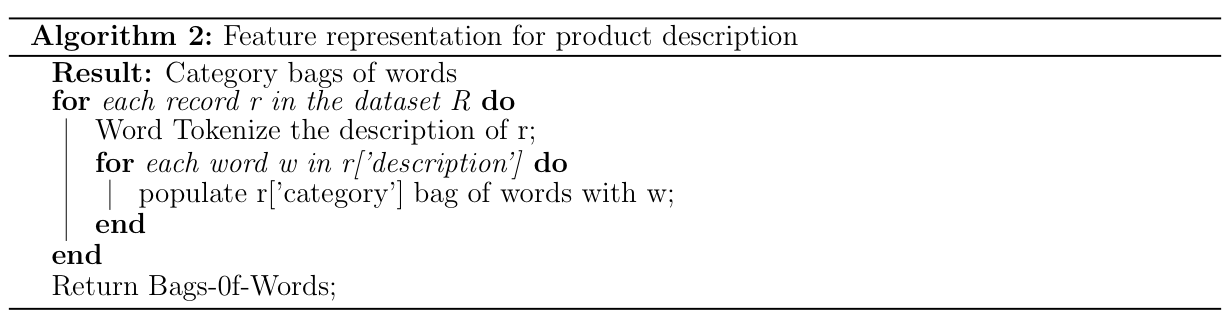 Algorithm 2: Feature representation for product description
Result: Category bags of words
for each record r in the dataset R do
Word Tokenize the description of r;
for each word w in r['description'] do
populate r['category'] bag of words with w;
end
end
Return Bags-0f-Words;